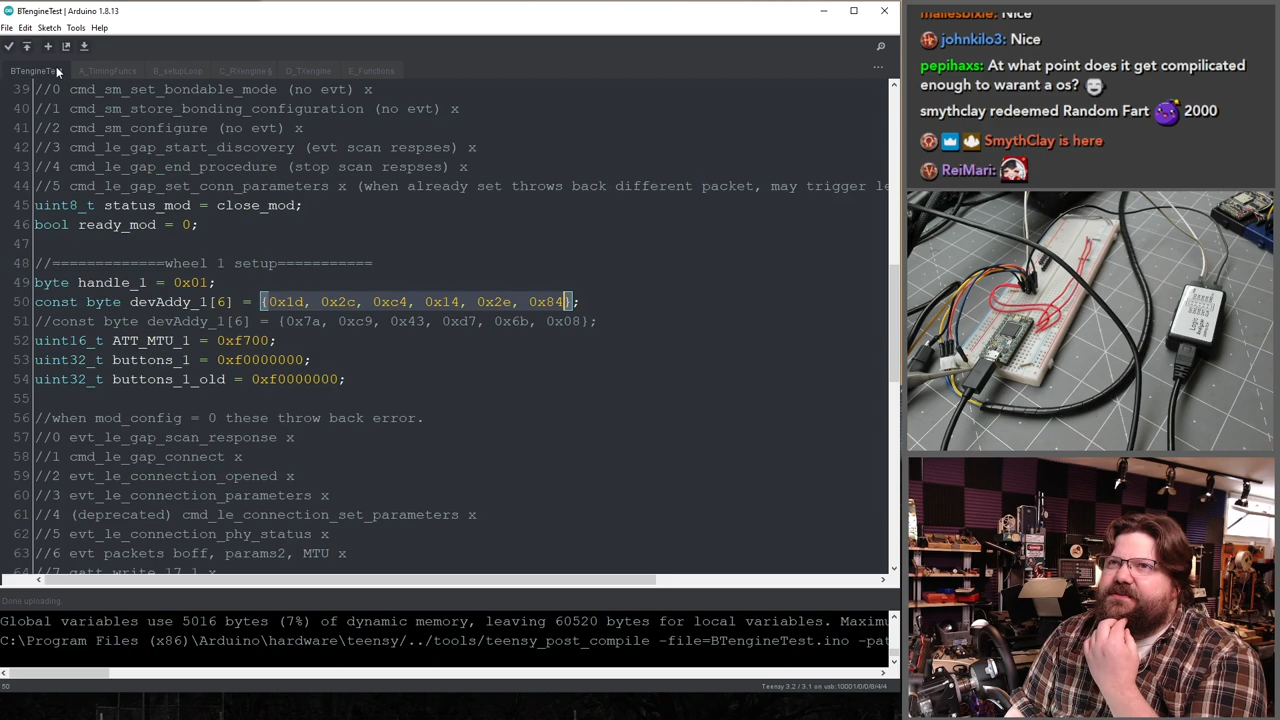 BTengineTest | Arduino 1.8.13
File Edit Sketch Tools Help
BTengineTest A_TimingFuncs B_setupLoop C_RXengine § D_TXengine E_Functions
39 //0 cmd_sm_set_bondable_mode (no evt) x
40 //1 cmd_sm_store_bonding_configuration (no evt) x
41 //2 cmd_sm_configure (no evt) x
42 //3 cmd_le_gap_start_discovery (evt scan respses) x
43 //4 cmd_le_gap_end_procedure (stop scan respses) x
44 //5 cmd_le_gap_set_conn_parameters x (when already set throws back different packet, may trigger le
45 uint8_t status_mod = close_mod;
46 bool ready_mod = 0;
47
48 //=============wheel 1 setup===========
49 byte handle_1 = 0x01;
50 const byte devAddy_1[6] = {0x1d, 0x2c, 0xc4, 0x14, 0x2e, 0x84};
51 //const byte devAddy_1[6] = {0x7a, 0xc9, 0x43, 0xd7, 0x6b, 0x08};
52 uint16_t ATT_MTU_1 = 0xf700;
53 uint32_t buttons_1 = 0xf0000000;
54 uint32_t buttons_1_old = 0xf0000000;
55
56 //when mod_config = 0 these throw back error.
57 //0 evt_le_gap_scan_response x
58 //1 cmd_le_gap_connect x
59 //2 evt_le_connection_opened x
60 //3 evt_le_connection_parameters x
61 //4 (deprecated) cmd_le_connection_set_parameters x
62 //5 evt_le_connection_phy_status x
63 //6 evt packets boff, params2, MTU x
64 //7 gatt write 17 1 x
Done uploading.
Global variables use 5016 bytes (7%) of dynamic memory, leaving 60520 bytes for local variables. Maximu
C:\Program Files (x86)\Arduino\hardware\teensy/../tools/teensy_post_compile -file=BTengineTest.ino -pat
50
Teensy 3.2 / 3.1 on usb:10001/0/0/8/4/4
Nice
johnkilo3: Nice
pepihaxs: At what point does it get complicated
enough to warant a os?
smythclay redeemed Random Fart 2000
SmythClay is here
ReiMari:
Logic